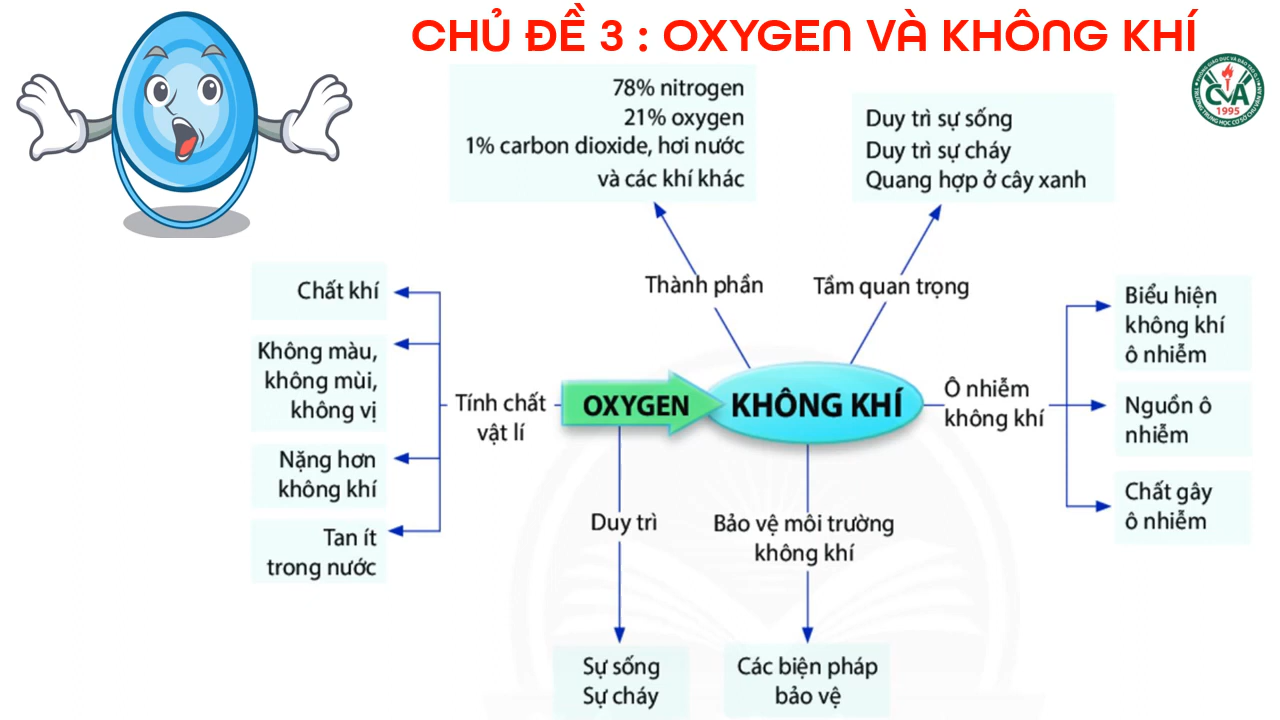 CHỦ ĐỀ 3 : OXYGEN VÀ KHÔNG KHÍ
CVA
1995
78% nitrogen
21% oxygen
1% carbon dioxide, hơi nước
và các khí khác
Duy trì sự sống
Duy trì sự cháy
Quang hợp ở cây xanh
Thành phần
Tầm quan trọng
Chất khí
Không màu,
không mùi,
không vị
Nặng hơn
không khí
Tan ít
trong nước
Tính chất
vật lí
OXYGEN
KHÔNG KHÍ
Ô nhiễm
không khí
Biểu hiện
không khí
ô nhiễm
Nguồn ô
nhiễm
Chất gây
ô nhiễm
Duy trì
Bảo vệ môi trường
không khí
Sự sống
Sự cháy
Các biện pháp
bảo vệ